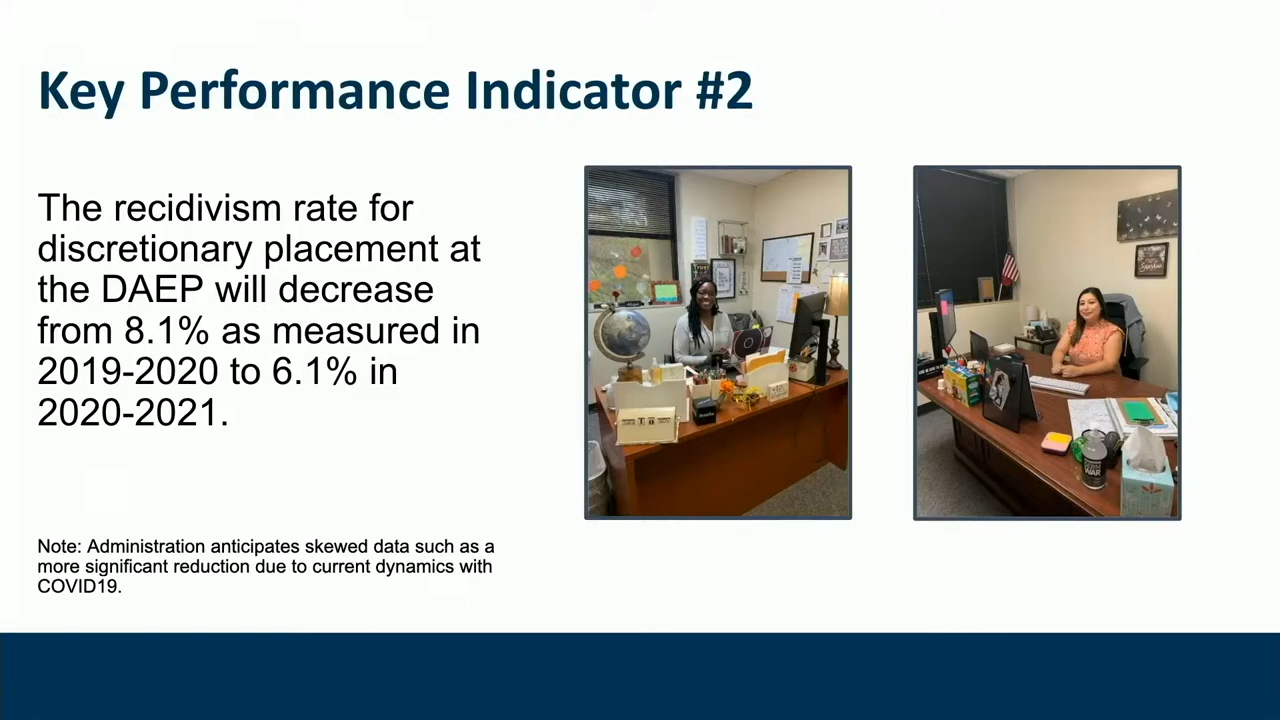 Key Performance Indicator #2
The recidivism rate for
discretionary placement at
the DAEP will decrease
from 8.1% as measured in
2019-2020 to 6.1% in
2020-2021.
Note: Administration anticipates skewed data such as a
more significant reduction due to current dynamics with
COVID19.
WAR